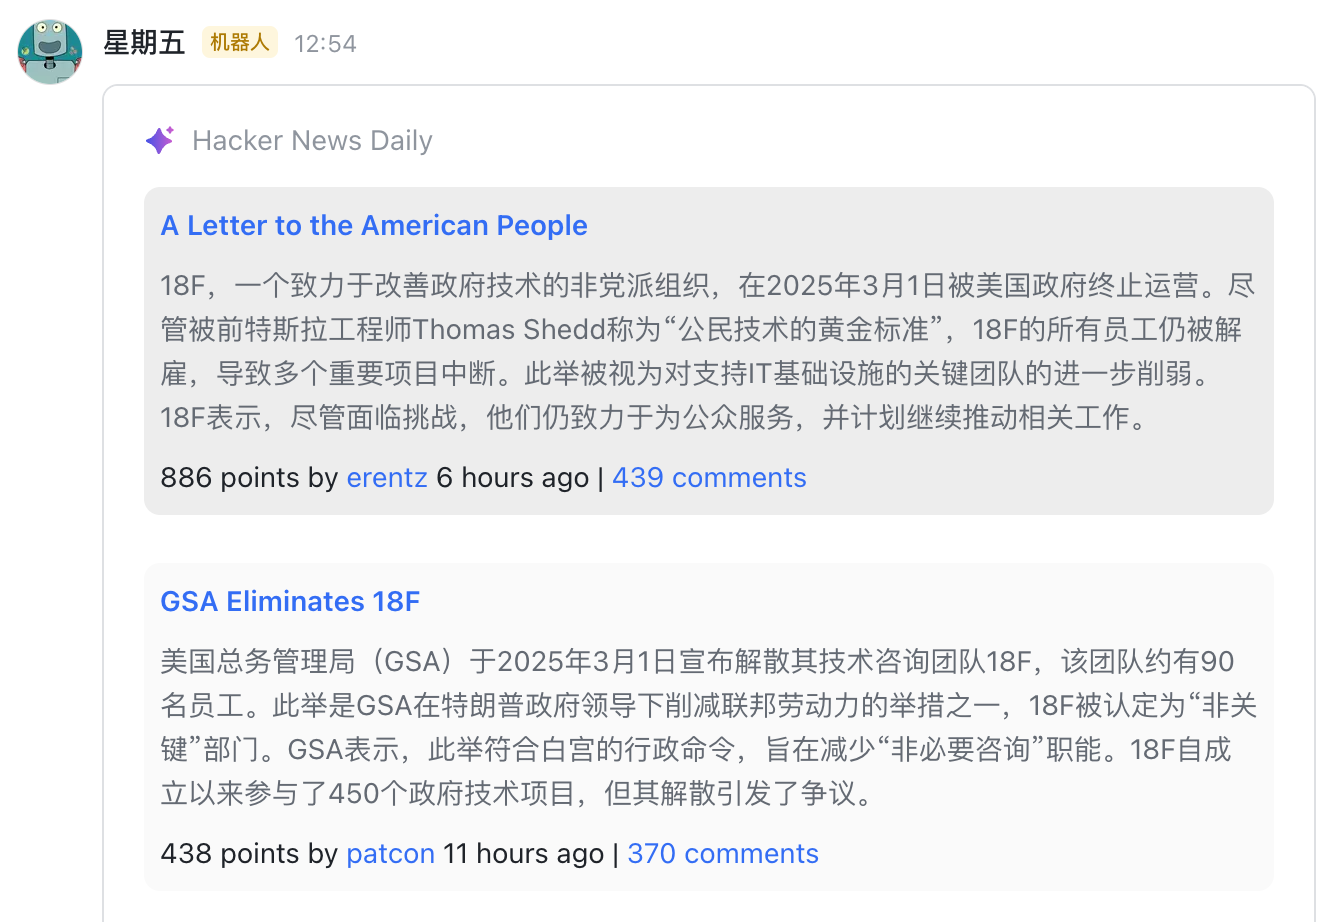 星期五 机器人 12:54
Hacker News Daily
A Letter to the American People
18F，一个致力于改善政府技术的非党派组织，在2025年3月1日被美国政府终止运营。尽
管被前特斯拉工程师Thomas Shedd称为“公民技术的黄金标准”，18F的所有员工仍被解
雇，导致多个重要项目中断。此举被视为对支持IT基础设施的关键团队的进一步削弱。
18F表示，尽管面临挑战，他们仍致力于为公众服务，并计划继续推动相关工作。
886 points by erentz 6 hours ago | 439 comments
GSA Eliminates 18F
美国总务管理局（GSA）于2025年3月1日宣布解散其技术咨询团队18F，该团队约有90
名员工。此举是GSA在特朗普政府领导下削减联邦劳动力的举措之一，18F被认定为“非关
键”部门。GSA表示，此举符合白宫的行政命令，旨在减少“非必要咨询”职能。18F自成
立以来参与了450个政府技术项目，但其解散引发了争议。
438 points by patcon 11 hours ago | 370 comments